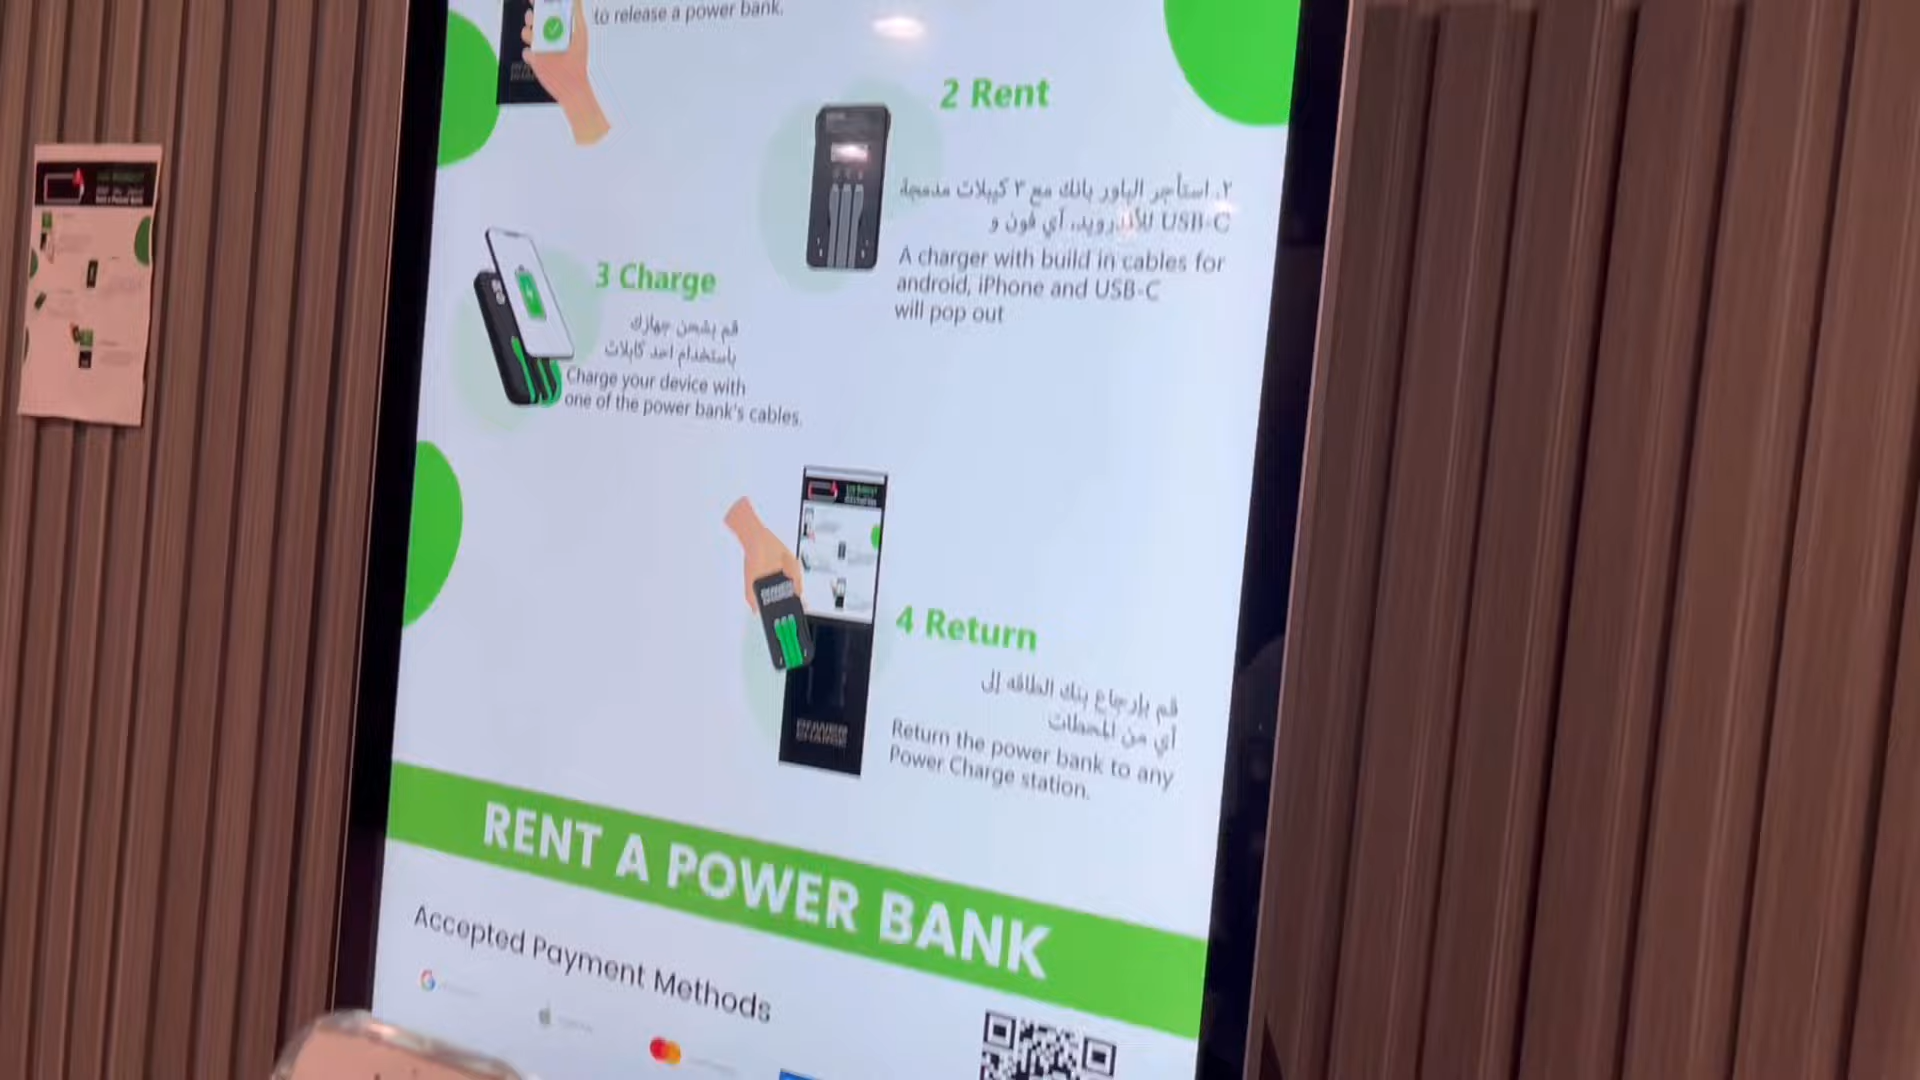 to release a power bank.
2 Rent
٢. استأجر الباور بانك مع ٣ كيبلات مدمجة
للأندرويد، آي فون و USB-C
A charger with build in cables for
android, iPhone and USB-C
will pop out
3 Charge
قم بشحن جهازك
باستخدام احد كابلات
Charge your device with
one of the power bank's cables.
4 Return
قم بإرجاع بنك الطاقه إلى
أي من المحطات
Return the power bank to any
Power Charge station.
POWER
CHARGE
RENT A POWER BANK
Accepted Payment Methods